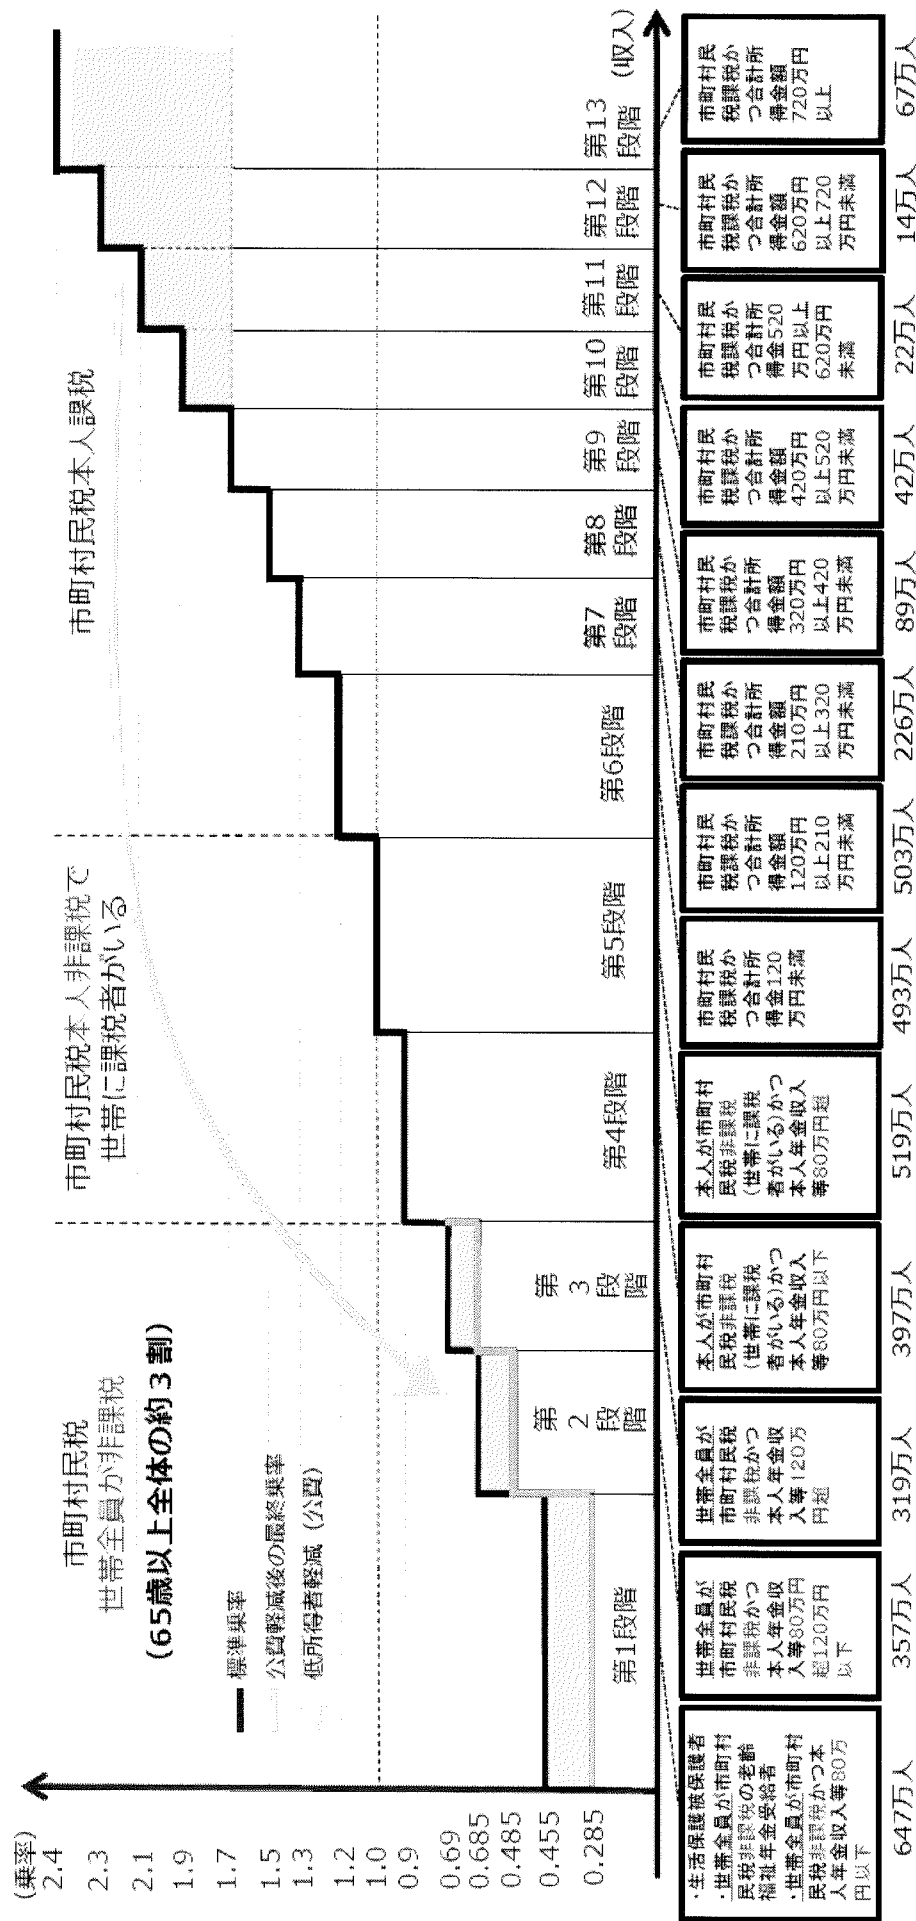 (乗率)
2.4
2.3
2.1
1.9
1.7
1.5
1.3
1.2
1.0
0.9
0.69
0.685
0.485
0.455
0.285
市町村民税
世帯全員が非課税
(65歳以上全体の約3割)
市町村民税本人非課税で
世帯に課税者がいる
市町村民税本人課税
標準乗率
公費軽減後の最終乗率
低所得者軽減(公費)
第1段階
第
2
段
階
第
3
段
階
第4段階
第5段階
第6段階
第7
段階
第8
段階
第9
段階
第10
段階
第11
段階
第12
段階
第13
段階
(収入)
・生活保護被保護者
・世帯全員が市町村
民税非課税の老齢
福祉年金受給者
・世帯全員が市町村
民税非課税かつ本
人年金収入等80万
円以下
世帯全員が
市町村民税
非課税かつ
本人年金収
入等80万円
超120万円
以下
世帯全員が
市町村民税
非課税かつ
本人年金収
入等120万
円超
本人が市町村
民税非課税
(世帯に課税
者がいる)かつ
本人年金収入
等80万円以下
本人が市町村
民税非課税
(世帯に課税
者がいる)かつ
本人年金収入
等80万円超
市町村民
税課税か
つ合計所
得金120
万円未満
市町村民
税課税か
つ合計所
得金額
120万円
以上210
万円未満
市町村民
税課税か
つ合計所
得金額
210万円
以上320
万円未満
市町村民
税課税か
つ合計所
得金額
320万円
以上420
万円未満
市町村民
税課税か
つ合計所
得金額
420万円
以上520
万円未満
市町村民
税課税か
つ合計所
得金520
万円以上
620万円
未満
市町村民
税課税か
つ合計所
得金額
620万円
以上720
万円未満
市町村民
税課税か
つ合計所
得金額
720万円
以上
647万人
357万人
319万人
397万人
519万人
493万人
503万人
226万人
89万人
42万人
22万人
14万人
67万人